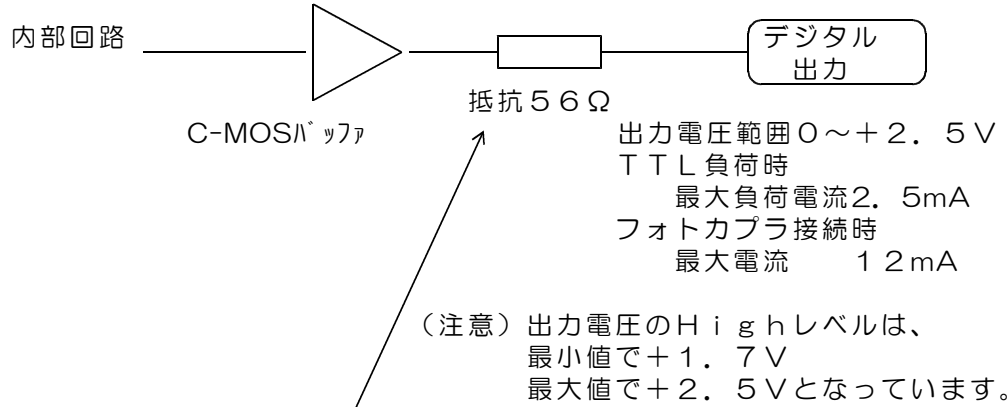 内部回路
デジタル
出力
抵抗５６Ω
C-MOSﾊﾞｯﾌｧ
出力電圧範囲０～＋２．５Ｖ
ＴＴＬ負荷時
最大負荷電流2．5mA
フォトカプラ接続時
最大電流　　１２mA
（注意）出力電圧のＨｉｇｈレベルは、
最小値で＋１．７Ｖ
最大値で＋２．５Ｖとなっています。